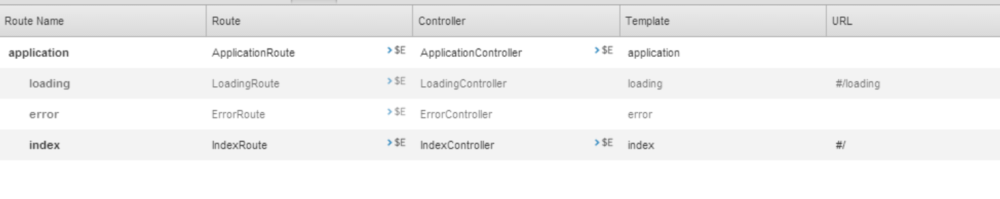 Route Name Route Controller Template URL
application ApplicationRoute >$E ApplicationController >$E application
loading LoadingRoute >$E LoadingController loading #/loading
error ErrorRoute >$E ErrorController error
index IndexRoute >$E IndexController >$E index #/